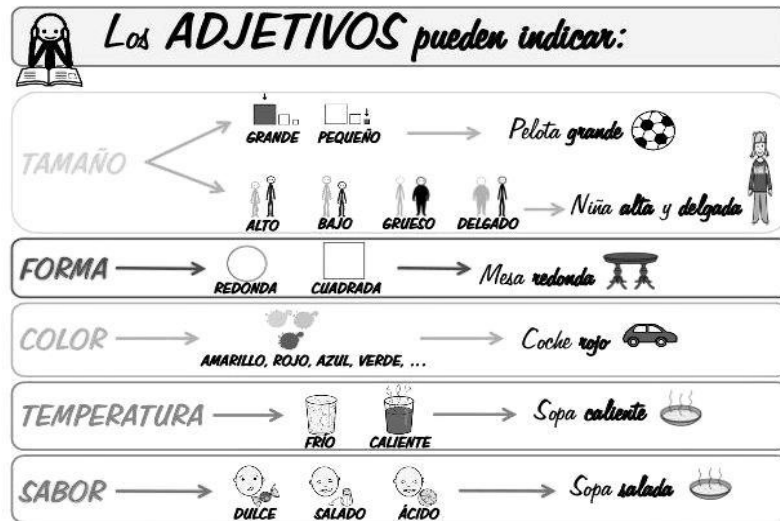 Los ADJETIVOS pueden indicar:
TAMAÑO
GRANDE PEQUEÑO
Pelota grande
ALTO BAJO GRUESO DELGADO
Niña alta y delgada
FORMA
REDONDA CUADRADA
Mesa redonda
COLOR
AMARILLO, ROJO, AZUL, VERDE, ...
Coche rojo
TEMPERATURA
FRÍO CALIENTE
Sopa caliente
SABOR
DULCE SALADO ÁCIDO
Sopa salada